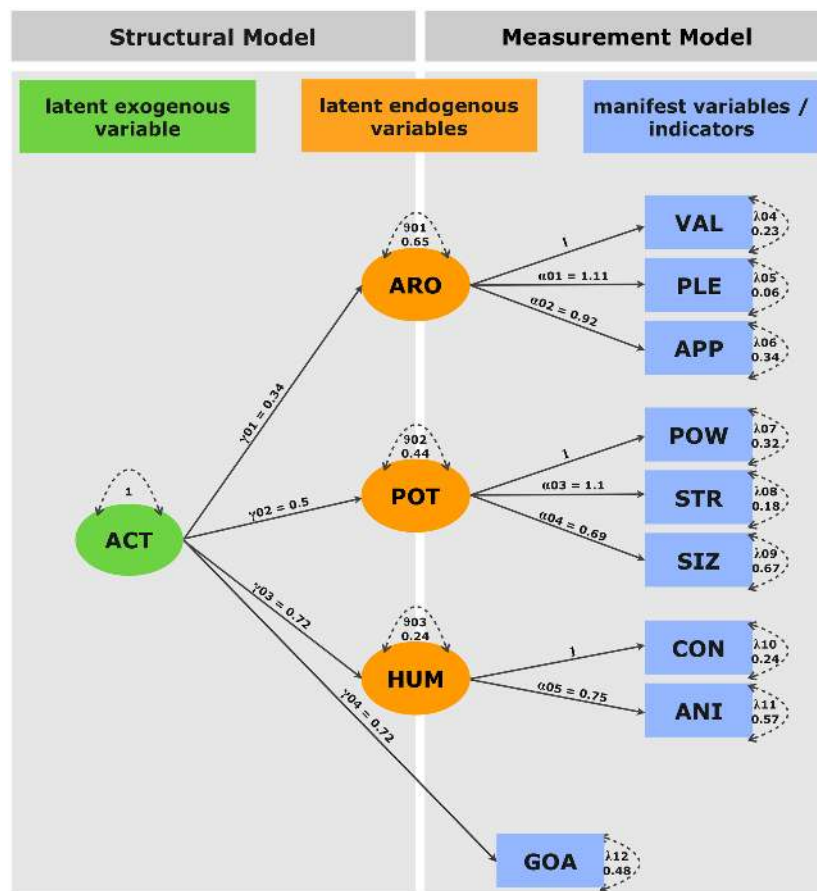 Structural Model
Measurement Model
latent exogenous
variable
latent endogenous
variables
manifest variables /
indicators
901
0.65
ARO
1
α01 = 1.11
α02 = 0.92
VAL
λ04
0.23
PLE
λ05
0.06
APP
λ06
0.34
γ01 = 0.34
902
0.44
POT
1
α03 = 1.1
α04 = 0.69
POW
λ07
0.32
STR
λ08
0.18
SIZ
λ09
0.67
1
ACT
γ02 = 0.5
γ03 = 0.72
γ04 = 0.72
903
0.24
HUM
1
α05 = 0.75
CON
λ10
0.24
ANI
λ11
0.57
GOA
λ12
0.48